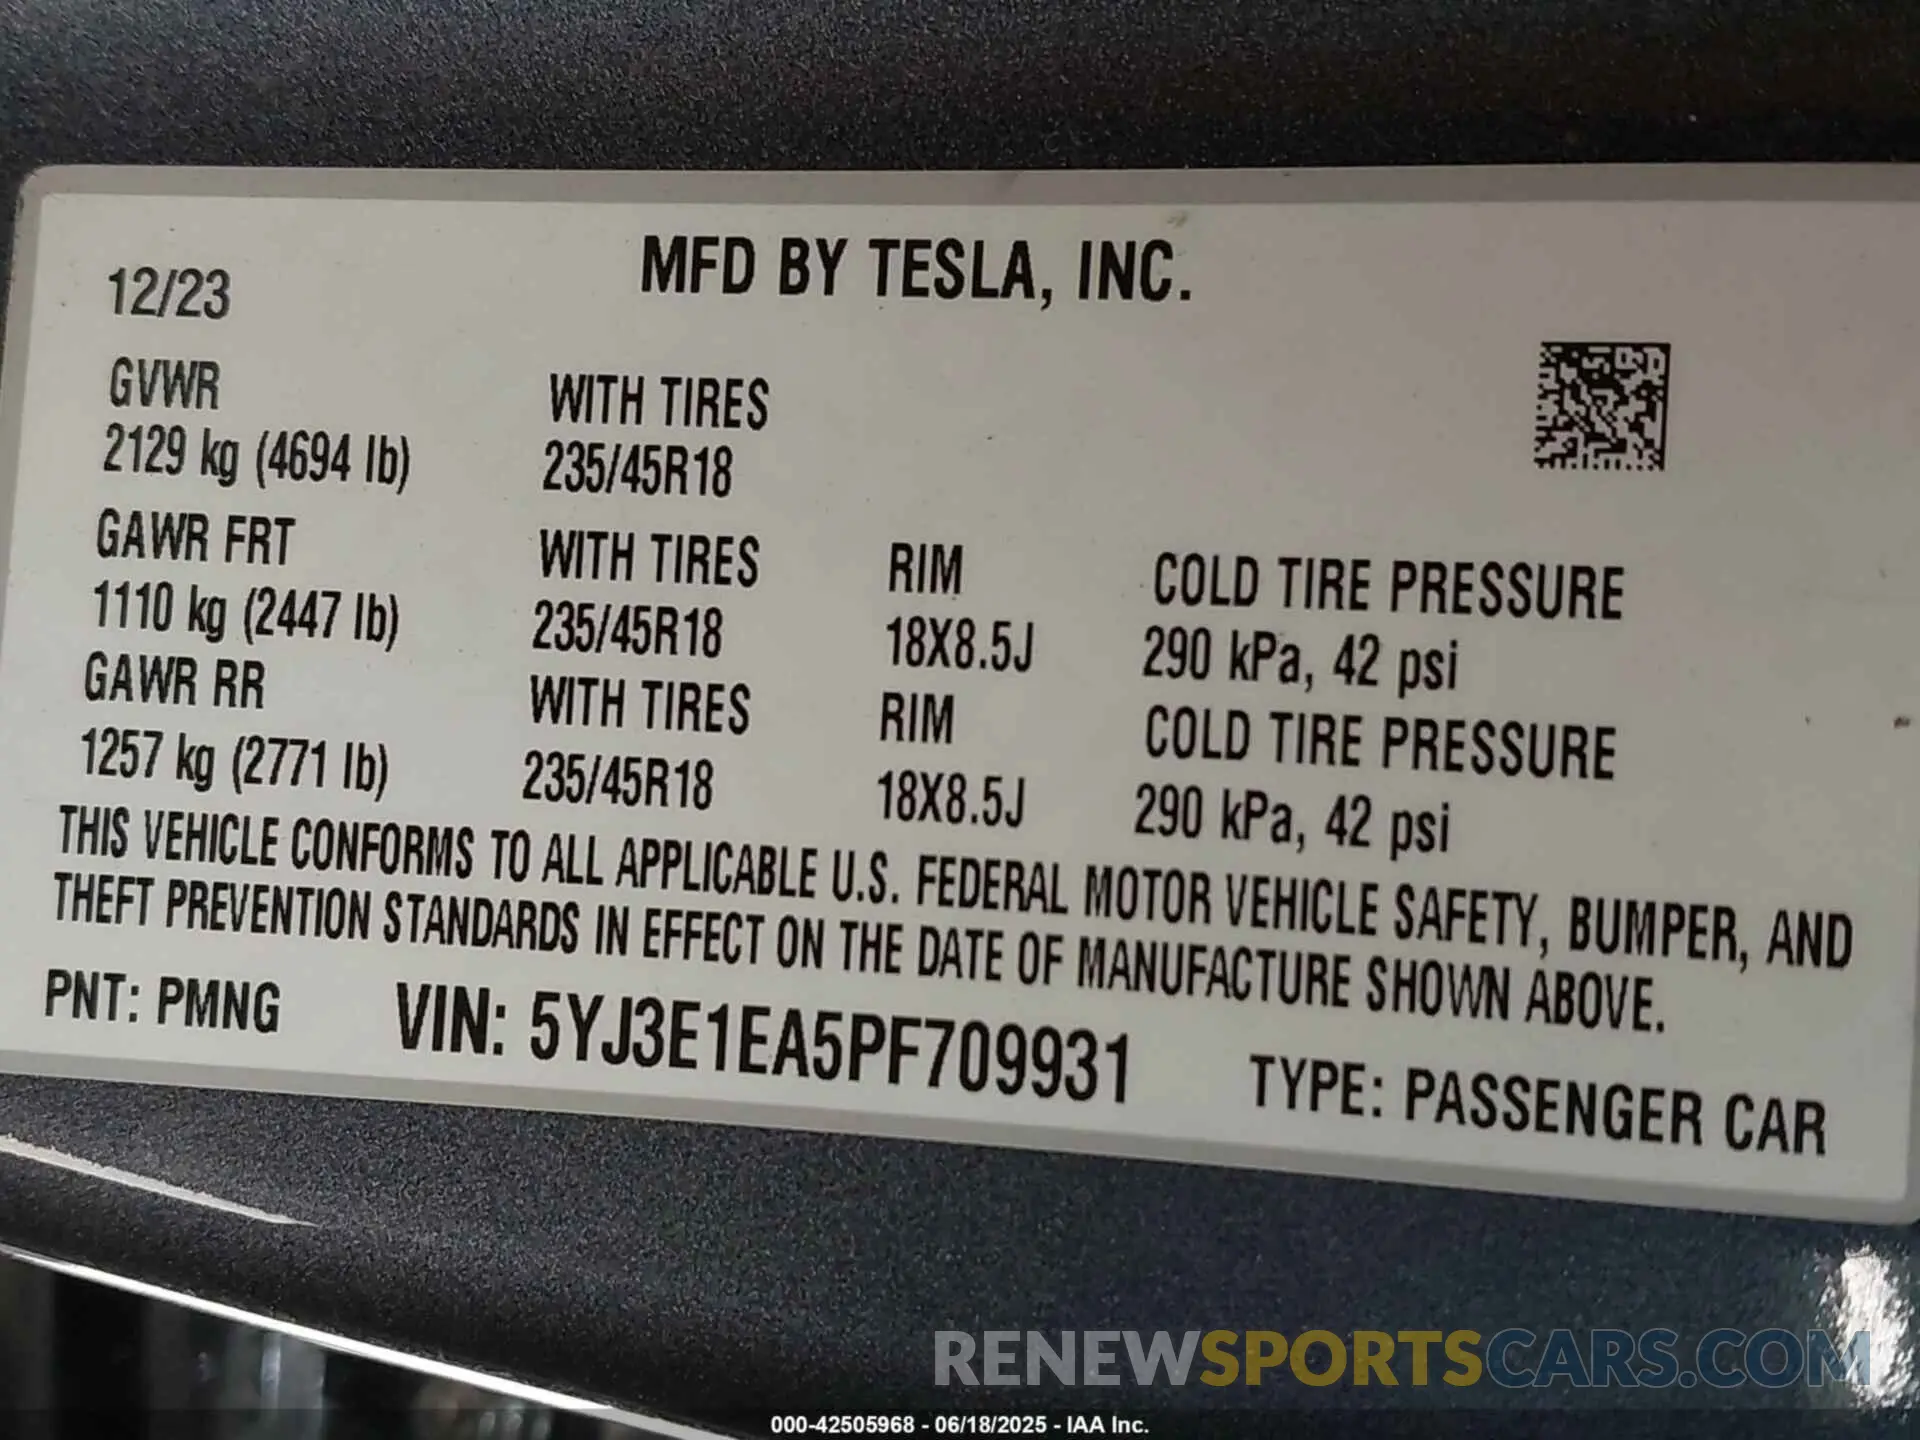 MFD BY TESLA, INC.
12/23
GVWR WITH TIRES
2129 kg (4694 lb) 235/45R18
GAWR FRT WITH TIRES RIM COLD TIRE PRESSURE
1110 kg (2447 lb) 235/45R18 18X8.5J 290 kPa, 42 psi
GAWR RR WITH TIRES RIM COLD TIRE PRESSURE
1257 kg (2771 lb) 235/45R18 18X8.5J 290 kPa, 42 psi
THIS VEHICLE CONFORMS TO ALL APPLICABLE U.S. FEDERAL MOTOR VEHICLE SAFETY, BUMPER, AND
THEFT PREVENTION STANDARDS IN EFFECT ON THE DATE OF MANUFACTURE SHOWN ABOVE.
PNT: PMNG VIN: 5YJ3E1EA5PF709931 TYPE: PASSENGER CAR
RENEWSPORTSCARS.COM
000-42505968 - 06/18/2025 - IAA Inc.